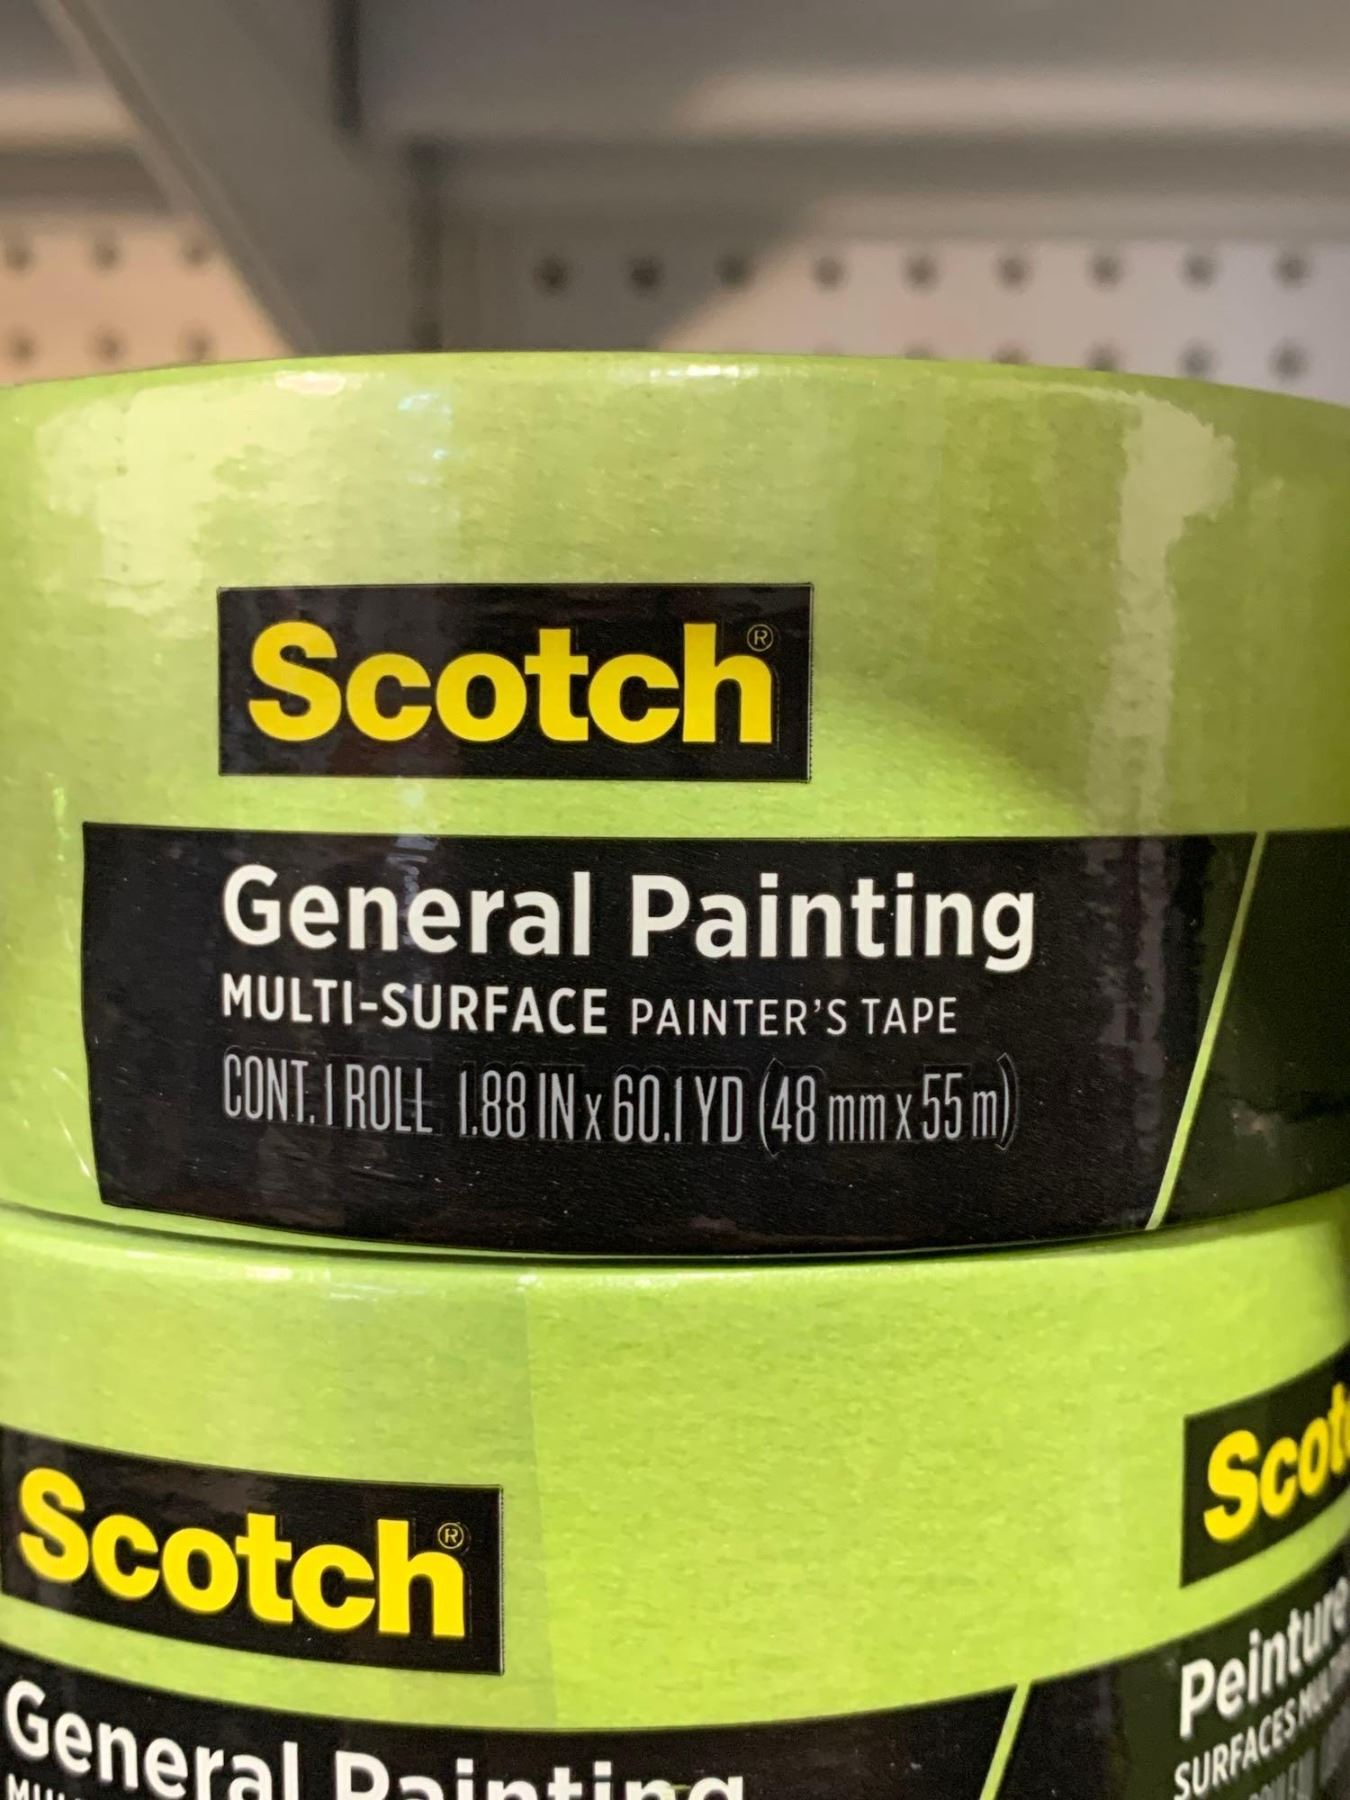 Scotch®
General Painting
MULTI-SURFACE PAINTER'S TAPE
CONT. 1 ROLL 1.88 IN x 60.1 YD (48 mm x 55 m)
Scotch®
General Painting
Scotc
Peinture
SURFACES